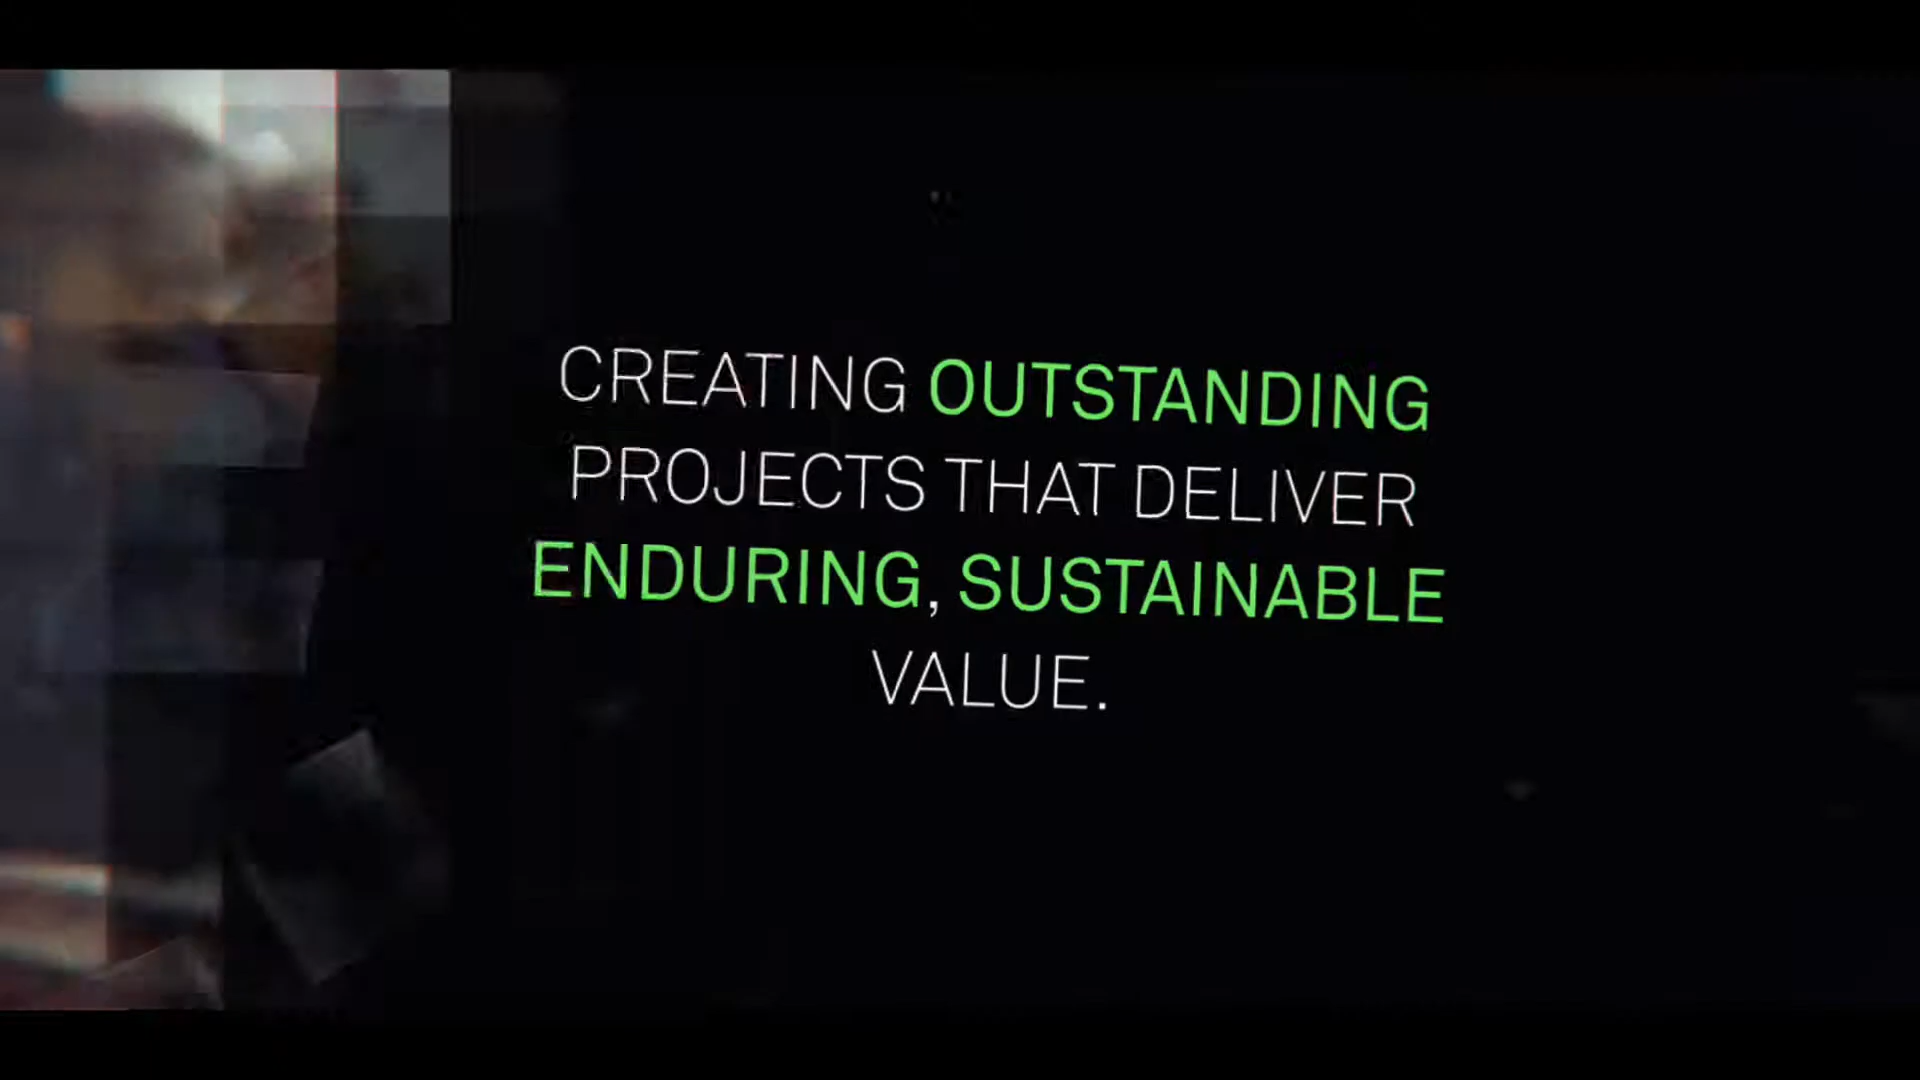 CREATING OUTSTANDING
PROJECTS THAT DELIVER
ENDURING, SUSTAINABLE
VALUE.